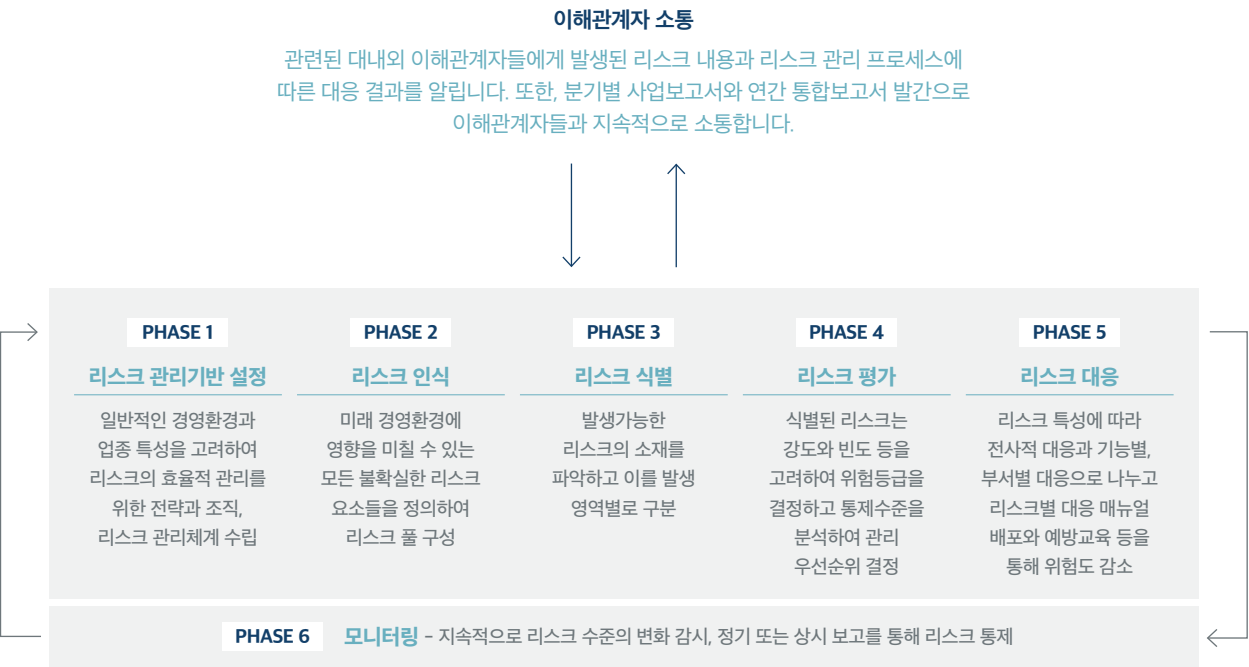 이해관계자 소통
관련된 대내외 이해관계자들에게 발생된 리스크 내용과 리스크 관리 프로세스에
따른 대응 결과를 알립니다. 또한, 분기별 사업보고서와 연간 통합보고서 발간으로
이해관계자들과 지속적으로 소통합니다.
PHASE 1
리스크 관리기반 설정
일반적인 경영환경과
업종 특성을 고려하여
리스크의 효율적 관리를
위한 전략과 조직,
리스크 관리체계 수립
PHASE 2
리스크 인식
미래 경영환경에
영향을 미칠 수 있는
모든 불확실한 리스크
요소들을 정의하여
리스크 풀 구성
PHASE 3
리스크 식별
발생가능한
리스크의 소재를
파악하고 이를 발생
영역별로 구분
PHASE 4
리스크 평가
식별된 리스크는
강도와 빈도 등을
고려하여 위험등급을
결정하고 통제수준을
분석하여 관리
우선순위 결정
PHASE 5
리스크 대응
리스크 특성에 따라
전사적 대응과 기능별,
부서별 대응으로 나누고
리스크별 대응 매뉴얼
배포와 예방교육 등을
통해 위험도 감소
PHASE 6 모니터링 – 지속적으로 리스크 수준의 변화 감시, 정기 또는 상시 보고를 통해 리스크 통제